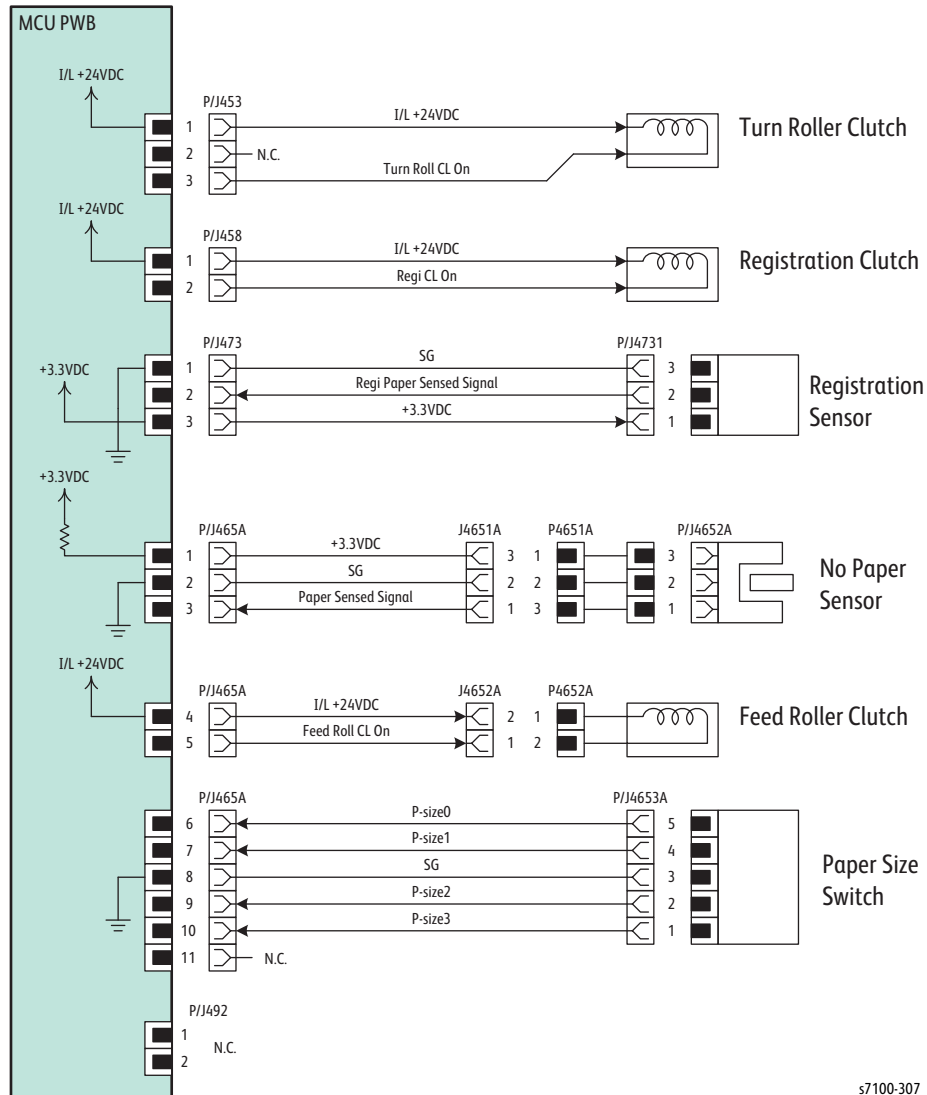 MCU PWB
I/L +24VDC
P/J453
1 I/L +24VDC
2 N.C.
3 Turn Roll CL On
Turn Roller Clutch
I/L +24VDC
P/J458
1 I/L +24VDC
2 Regi CL On
Registration Clutch
+3.3VDC
P/J473 P/J4731
1 SG 3
2 Regi Paper Sensed Signal 2
3 +3.3VDC 1
Registration
Sensor
+3.3VDC
P/J465A J4651A P4651A P/J4652A
1 +3.3VDC 3 1 3
2 SG 2 2 2
3 Paper Sensed Signal 1 3 1
No Paper
Sensor
I/L +24VDC
P/J465A J4652A P4652A
4 I/L +24VDC 2 1
5 Feed Roll CL On 1 2
Feed Roller Clutch
P/J465A P/J4653A
6 P-size0 5
7 P-size1 4
8 SG 3
9 P-size2 2
10 P-size3 1
11 N.C.
Paper Size
Switch
P/J492
1
N.C.
2
s7100-307